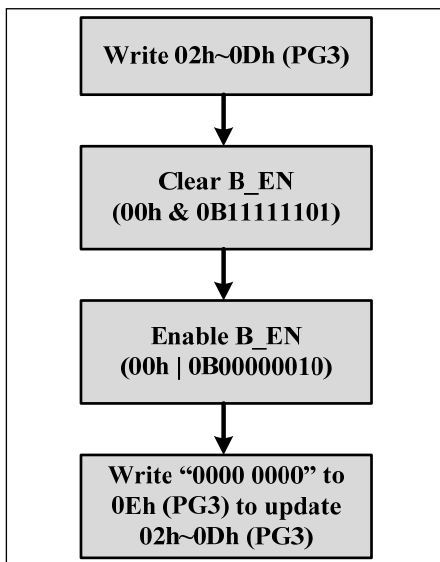 Write 02h~0Dh (PG3)
Clear B_EN
(00h & 0B11111101)
Enable B_EN
(00h | 0B00000010)
Write “0000 0000” to
0Eh (PG3) to update
02h~0Dh (PG3)